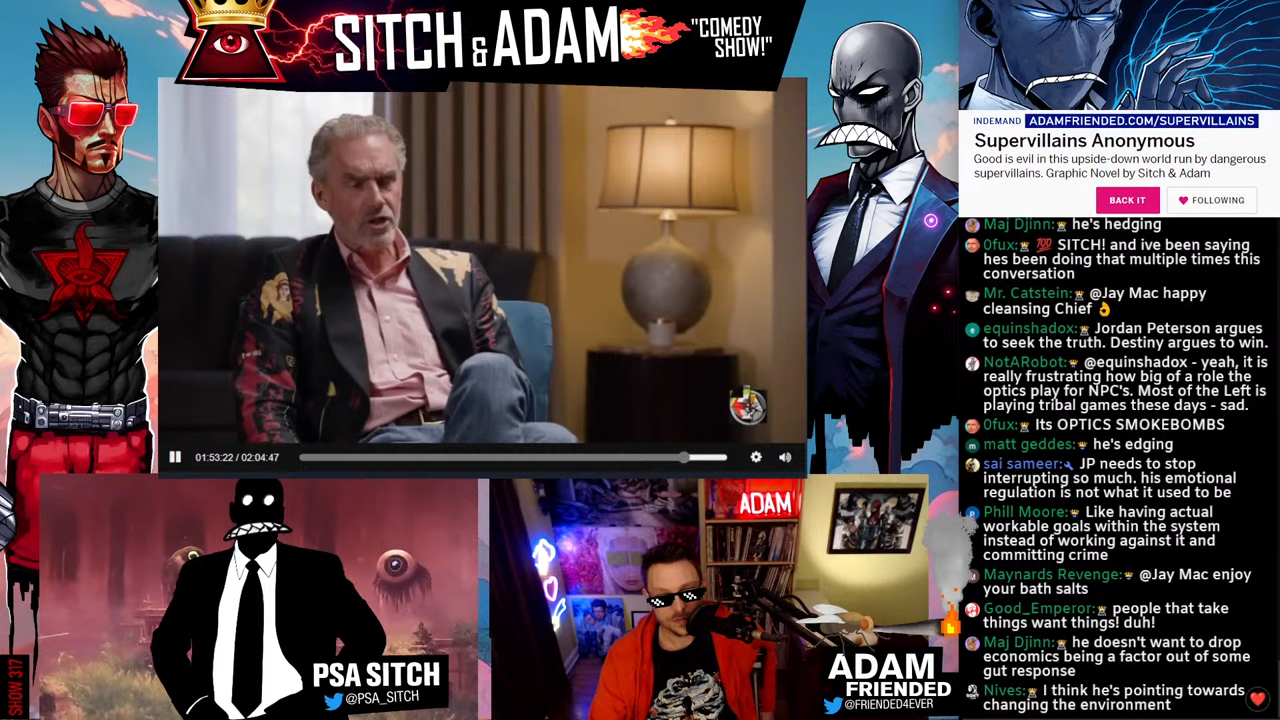 SITCH & ADAM
"COMEDY
SHOW!"
INDEMAND ADAMFRIENDED.COM/SUPERVILLAINS
Supervillains Anonymous
Good is evil in this upside-down world run by dangerous
supervillains. Graphic Novel by Sitch & Adam
BACK IT
FOLLOWING
Maj Djinn: he's hedging
0fux: 💯 SITCH! and ive been saying
hes been doing that multiple times this
conversation
Mr. Catstein: @Jay Mac happy
cleansing Chief 👌
equinshadox: Jordan Peterson argues
to seek the truth. Destiny argues to win.
NotARobot: @equinshadox - yeah, it is
really frustrating how big of a role the
optics play for NPC's. Most of the Left is
playing tribal games these days - sad.
0fux: Its OPTICS SMOKEBOMBS
matt geddes: he's edging
sai sameer: JP needs to stop
interrupting so much. his emotional
regulation is not what it used to be
Phill Moore: Like having actual
workable goals within the system
instead of working against it and
committing crime
Maynards Revenge: @Jay Mac enjoy
your bath salts
Good_Emperor: people that take
things want things! duh!
Maj Djinn: he doesn't want to drop
economics being a factor out of some
gut response
Nives: I think he's pointing towards
changing the environment
01:53:22 / 02:04:47
ADAM
PSA SITCH
@PSA_SITCH
ADAM
FRIENDED
@FRIENDED4EVER
SHOW 317